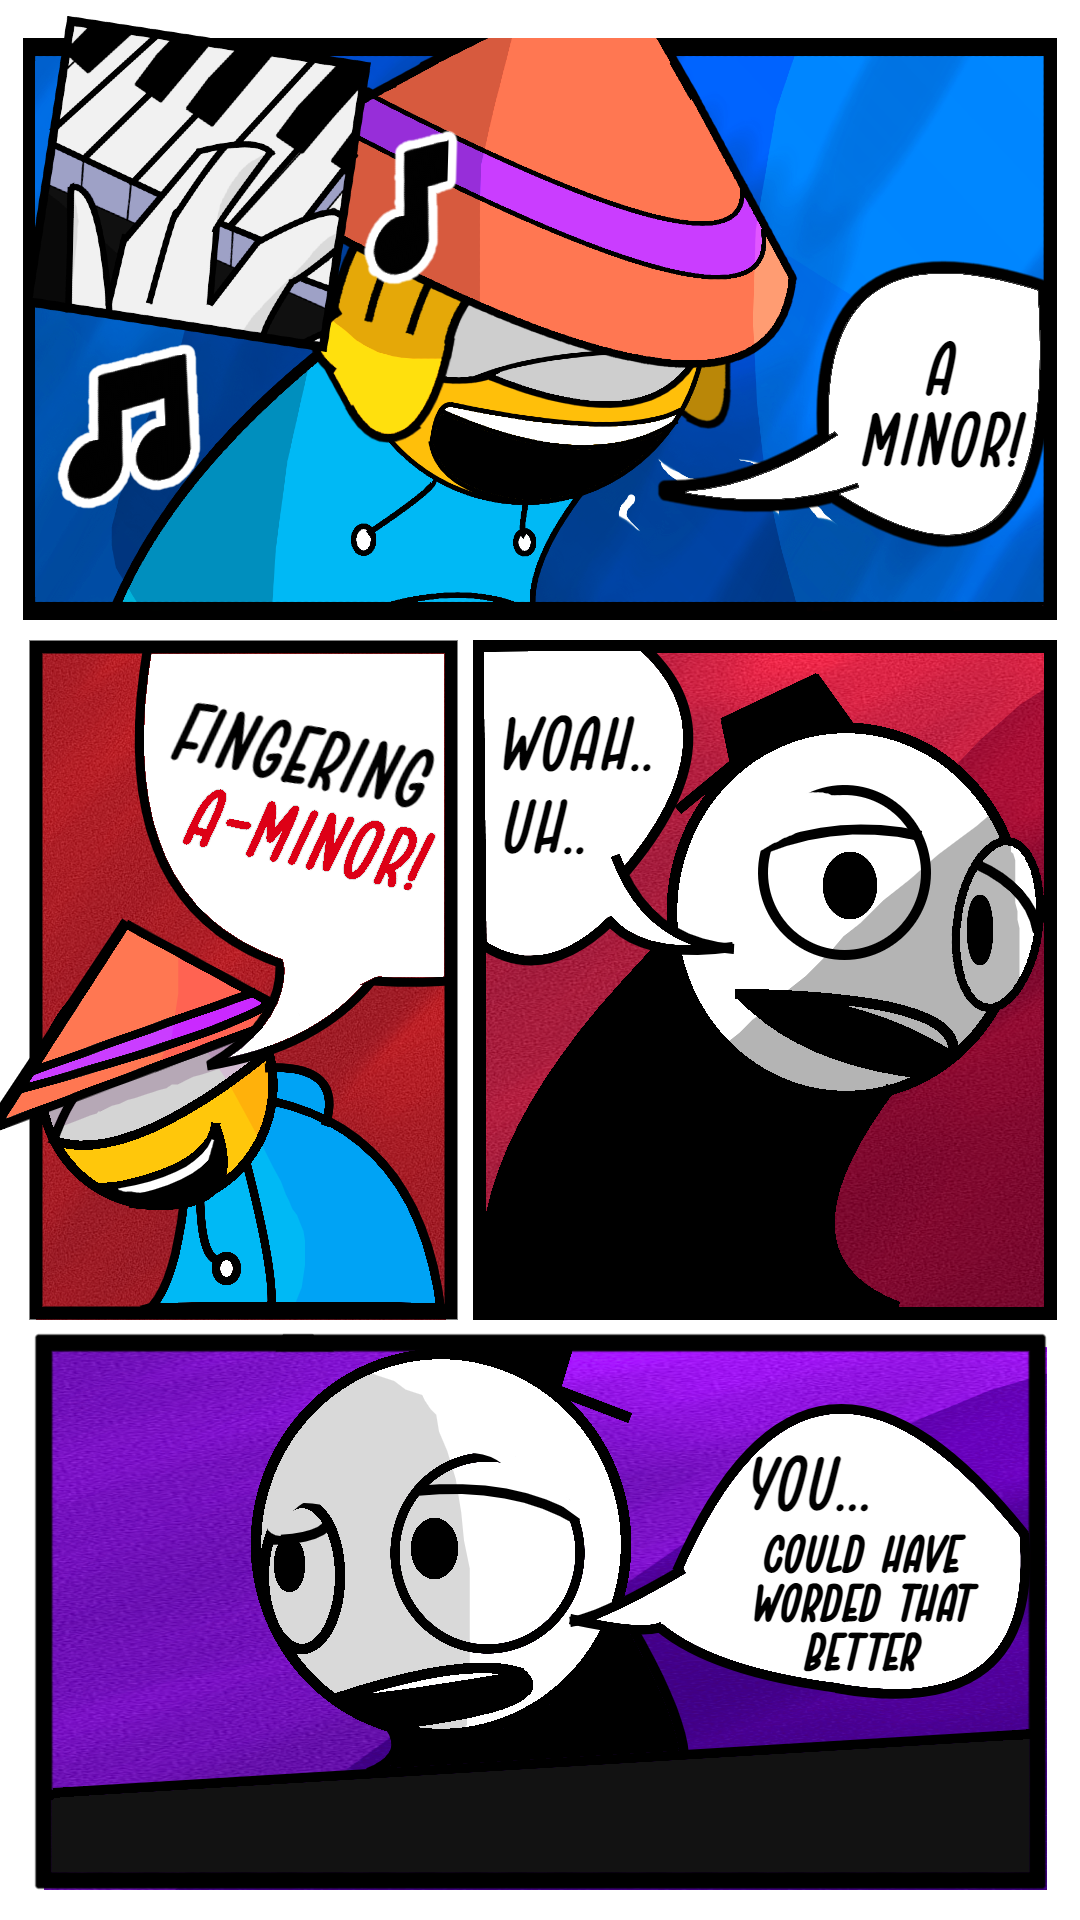 A
MINOR!
FINGERING
A-MINOR!
WOAH..
UH..
YOU...
COULD HAVE
WORDED THAT
BETTER